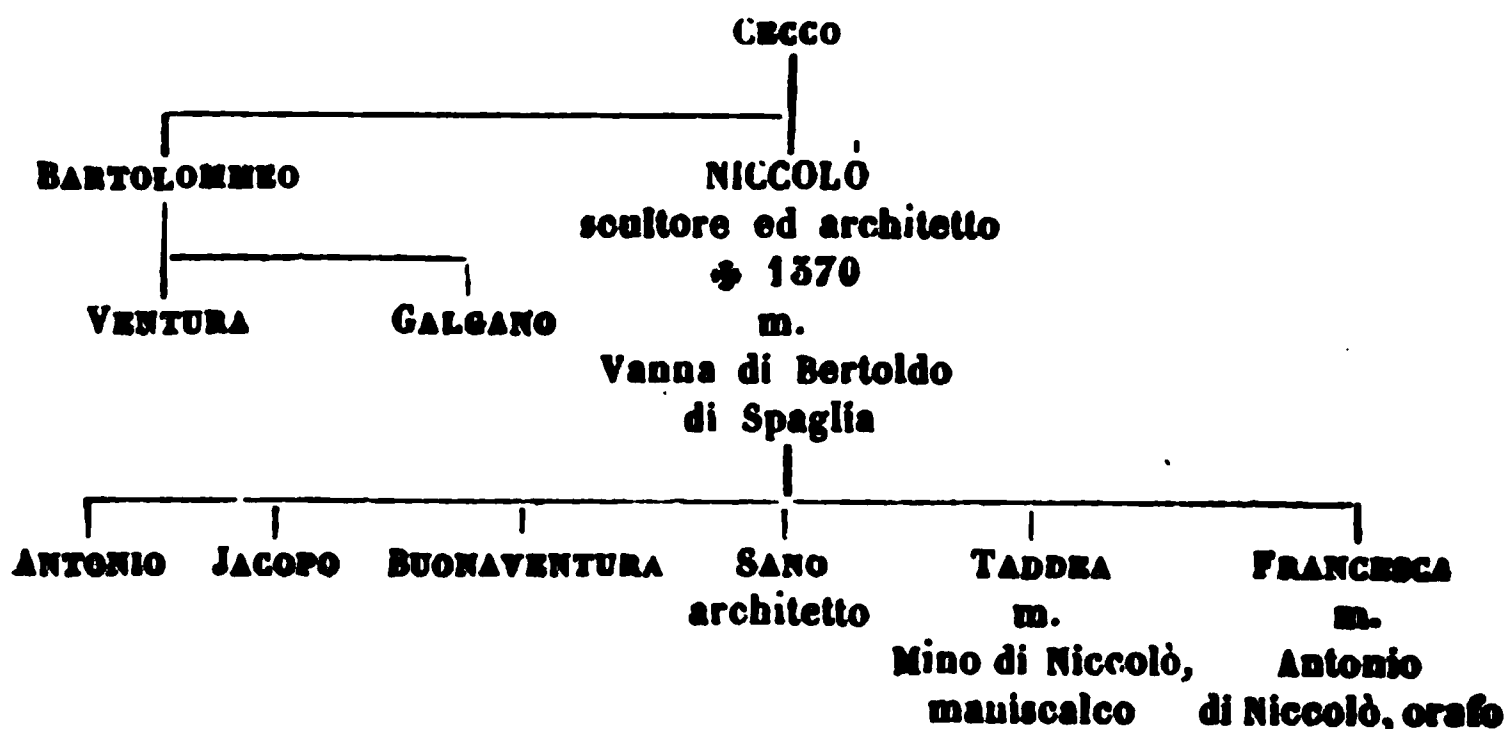 CECCO
BARTOLOMMEO NICCOLÒ
scultore ed architetto
✤ 1370
VENTURA GALGANO m.
Vanna di Bertoldo
di Spaglia
ANTONIO JACOPO BUONAVENTURA SANO TADDEA FRANCESCA
architetto m. m.
Mino di Niccolò, Antonio
maniscalco di Niccolò, orafo